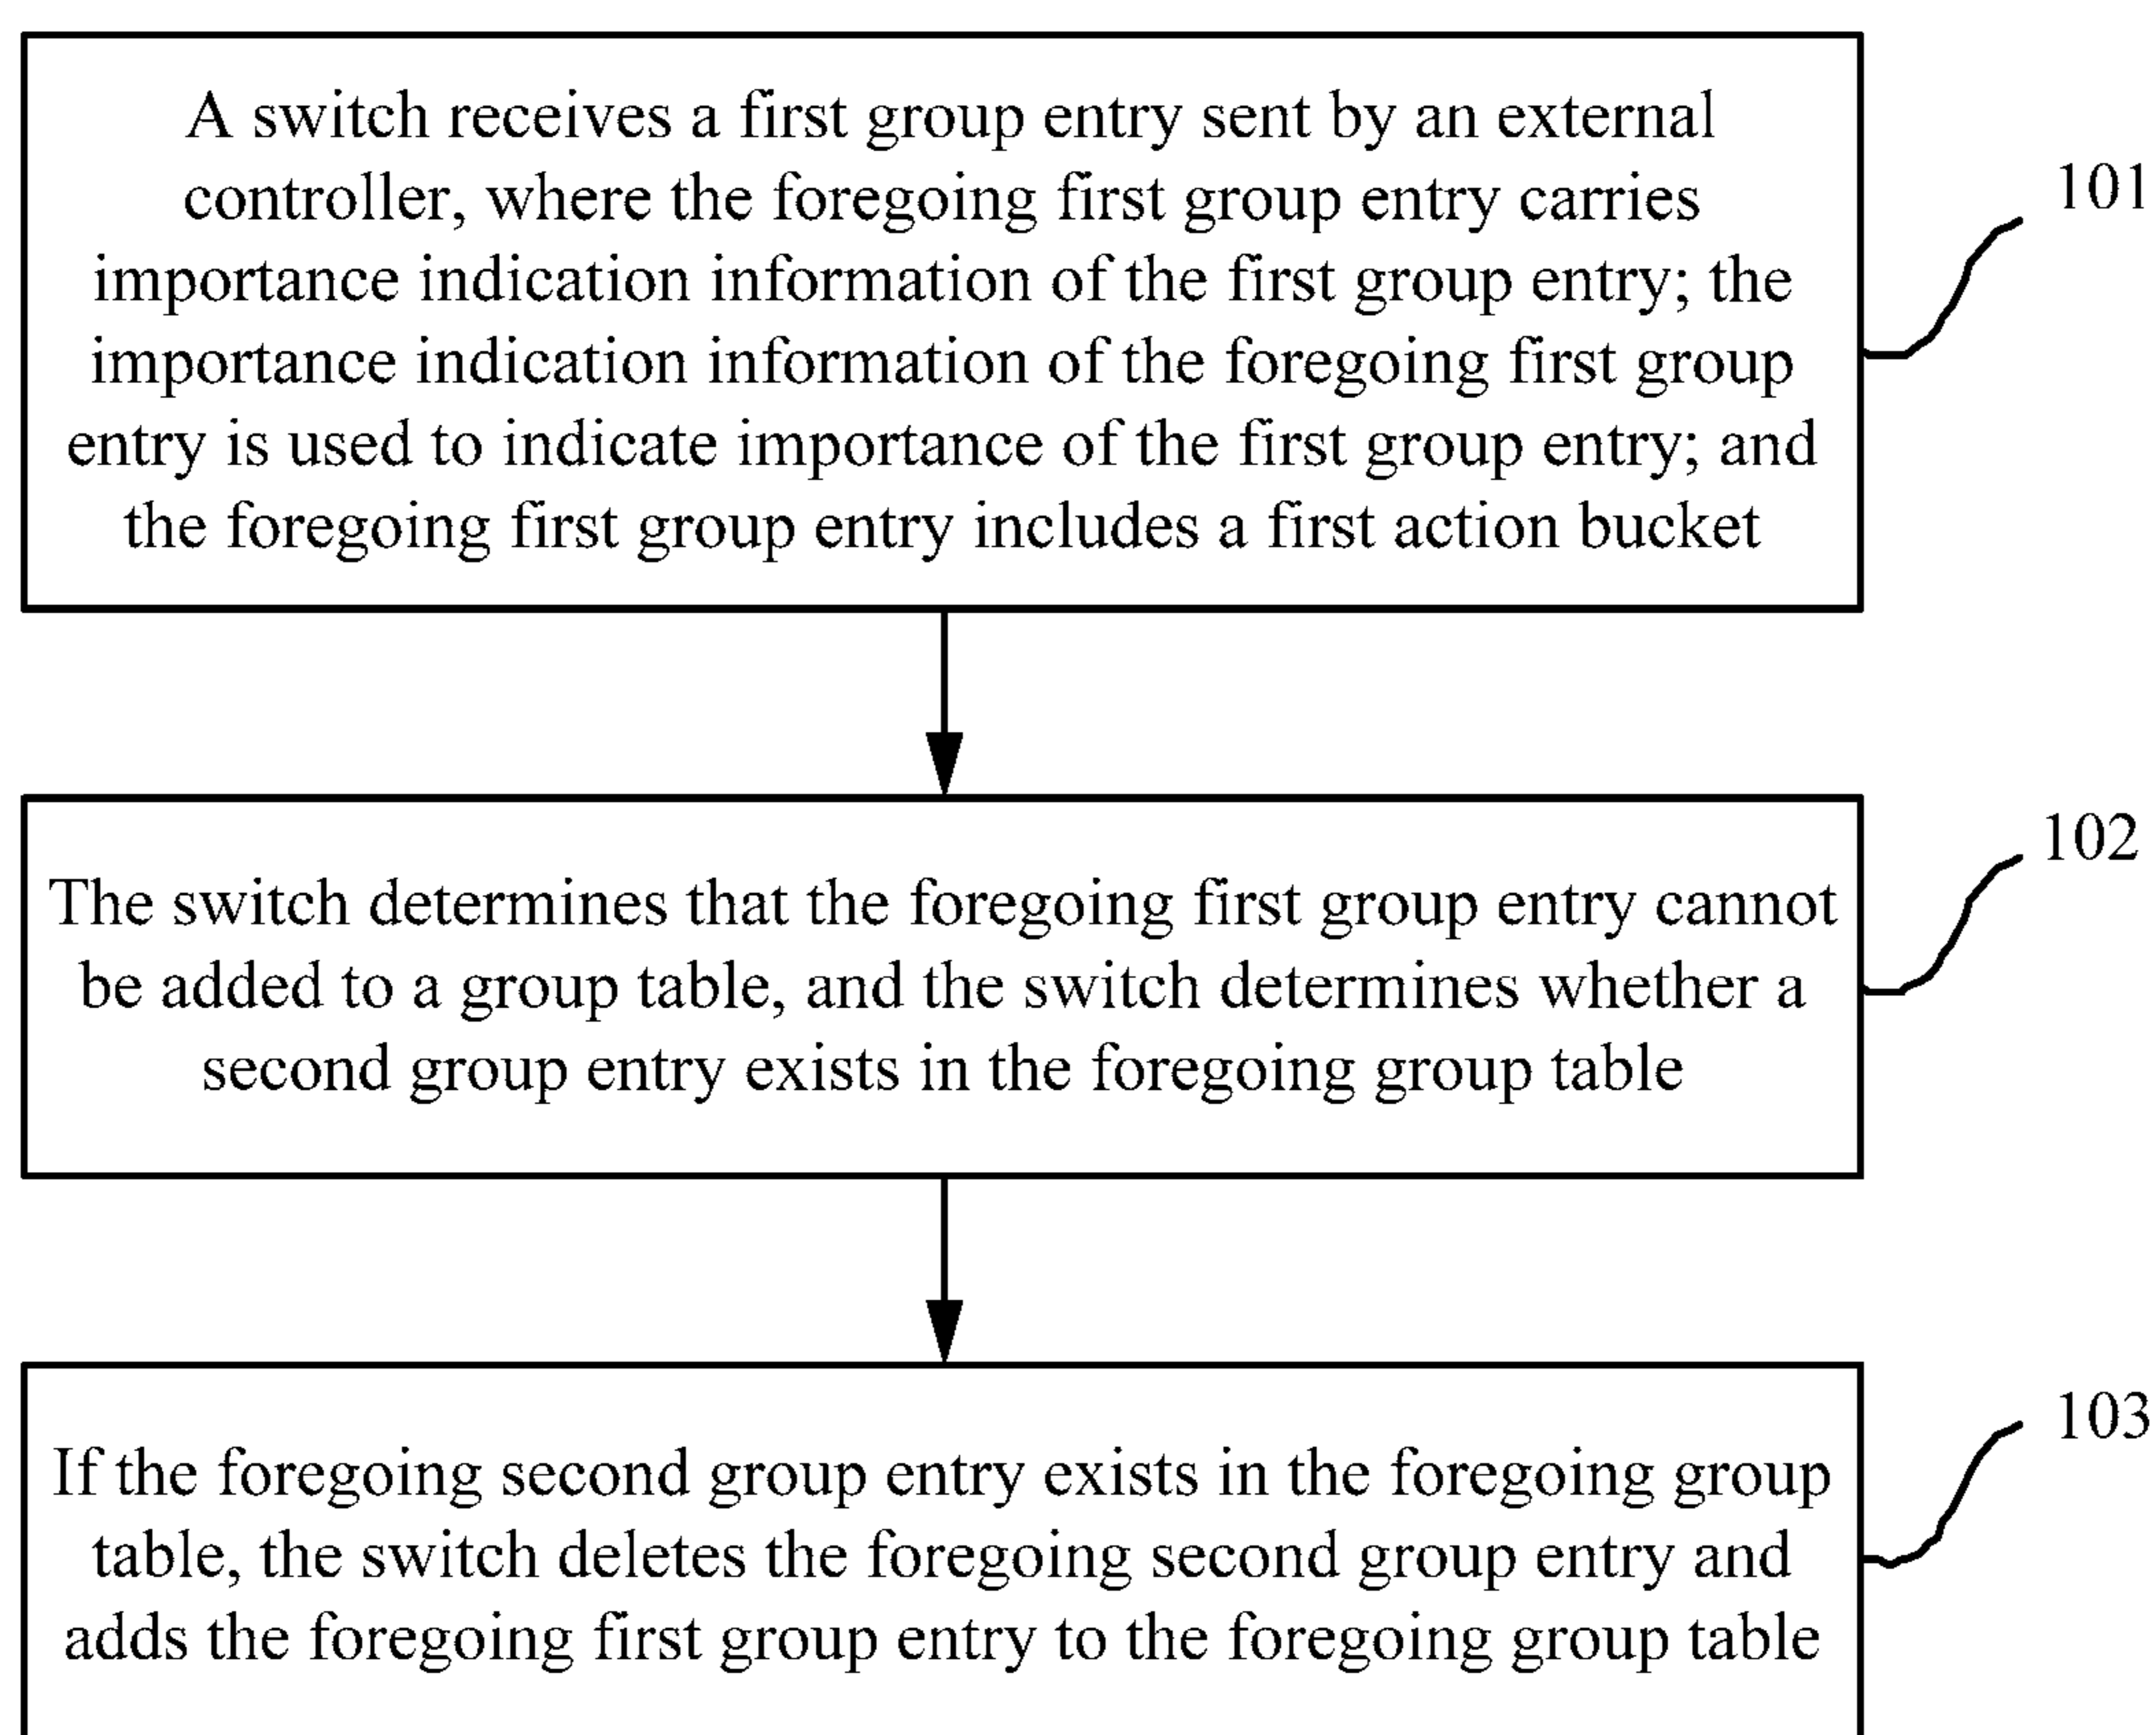 A switch receives a first group entry sent by an external
controller, where the foregoing first group entry carries
importance indication information of the first group entry; the
importance indication information of the foregoing first group
entry is used to indicate importance of the first group entry; and
the foregoing first group entry includes a first action bucket
101
The switch determines that the foregoing first group entry cannot
be added to a group table, and the switch determines whether a
second group entry exists in the foregoing group table
102
If the foregoing second group entry exists in the foregoing group
table, the switch deletes the foregoing second group entry and
adds the foregoing first group entry to the foregoing group table
103